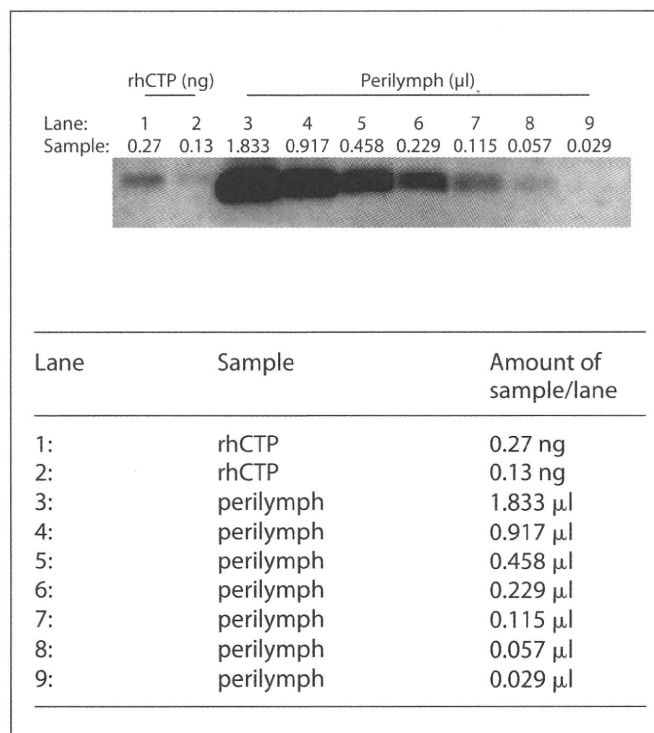 rhCTP (ng) Perilymph (µl)
Lane: 1 2 3 4 5 6 7 8 9
Sample: 0.27 0.13 1.833 0.917 0.458 0.229 0.115 0.057 0.029
Lane Sample Amount of
sample/lane
1: rhCTP 0.27 ng
2: rhCTP 0.13 ng
3: perilymph 1.833 µl
4: perilymph 0.917 µl
5: perilymph 0.458 µl
6: perilymph 0.229 µl
7: perilymph 0.115 µl
8: perilymph 0.057 µl
9: perilymph 0.029 µl